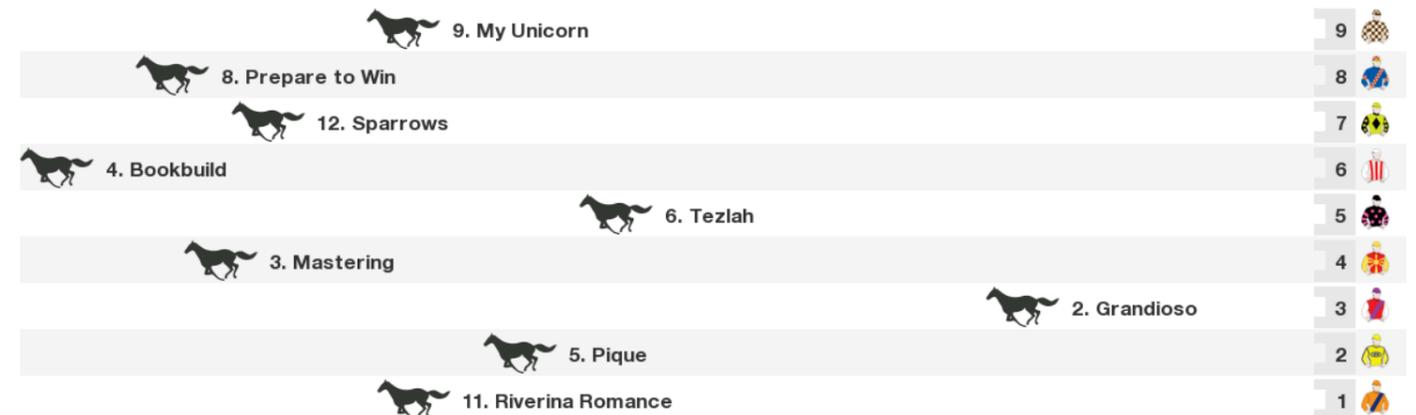 9. My Unicorn 9
8. Prepare to Win 8
12. Sparrows 7
4. Bookbuild 6
6. Tezlah 5
3. Mastering 4
2. Grandioso 3
5. Pique 2
11. Riverina Romance 1